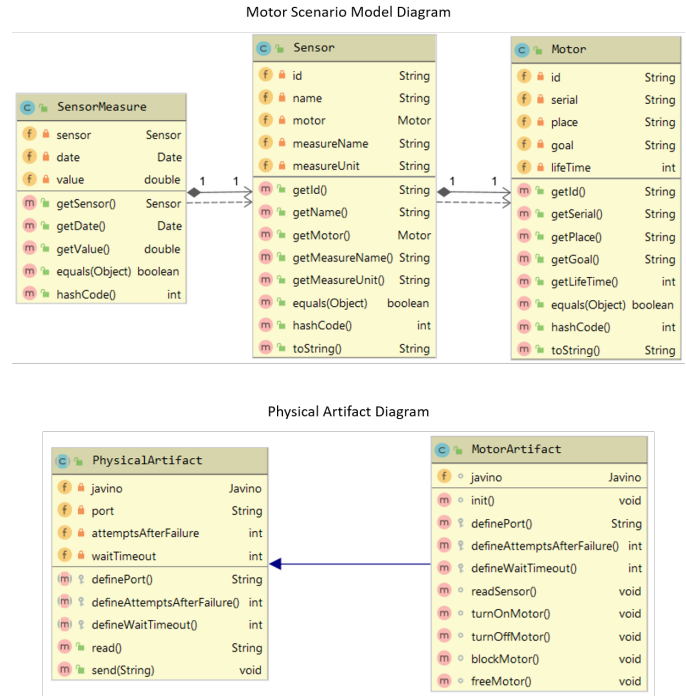 Motor Scenario Model Diagram
SensorMeasure
sensor Sensor
date Date
value double
getSensor() Sensor
getDate() Date
getValue() double
equals(Object) boolean
hashCode() int
1 1
Sensor
id String
name String
motor Motor
measureName String
measureUnit String
getId() String
getName() String
getMotor() Motor
getMeasureName() String
getMeasureUnit() String
equals(Object) boolean
hashCode() int
toString() String
1 1
Motor
id String
serial String
place String
goal String
lifeTime int
getId() String
getSerial() String
getPlace() String
getGoal() String
getLifeTime() int
equals(Object) boolean
hashCode() int
toString() String
Physical Artifact Diagram
PhysicalArtifact
javino Javino
port String
attemptsAfterFailure int
waitTimeout int
definePort() String
defineAttemptsAfterFailure() int
defineWaitTimeout() int
read() String
send(String) void
MotorArtifact
javino Javino
init() void
definePort() String
defineAttemptsAfterFailure() int
defineWaitTimeout() int
readSensor() void
turnOnMotor() void
turnOffMotor() void
blockMotor() void
freeMotor() void